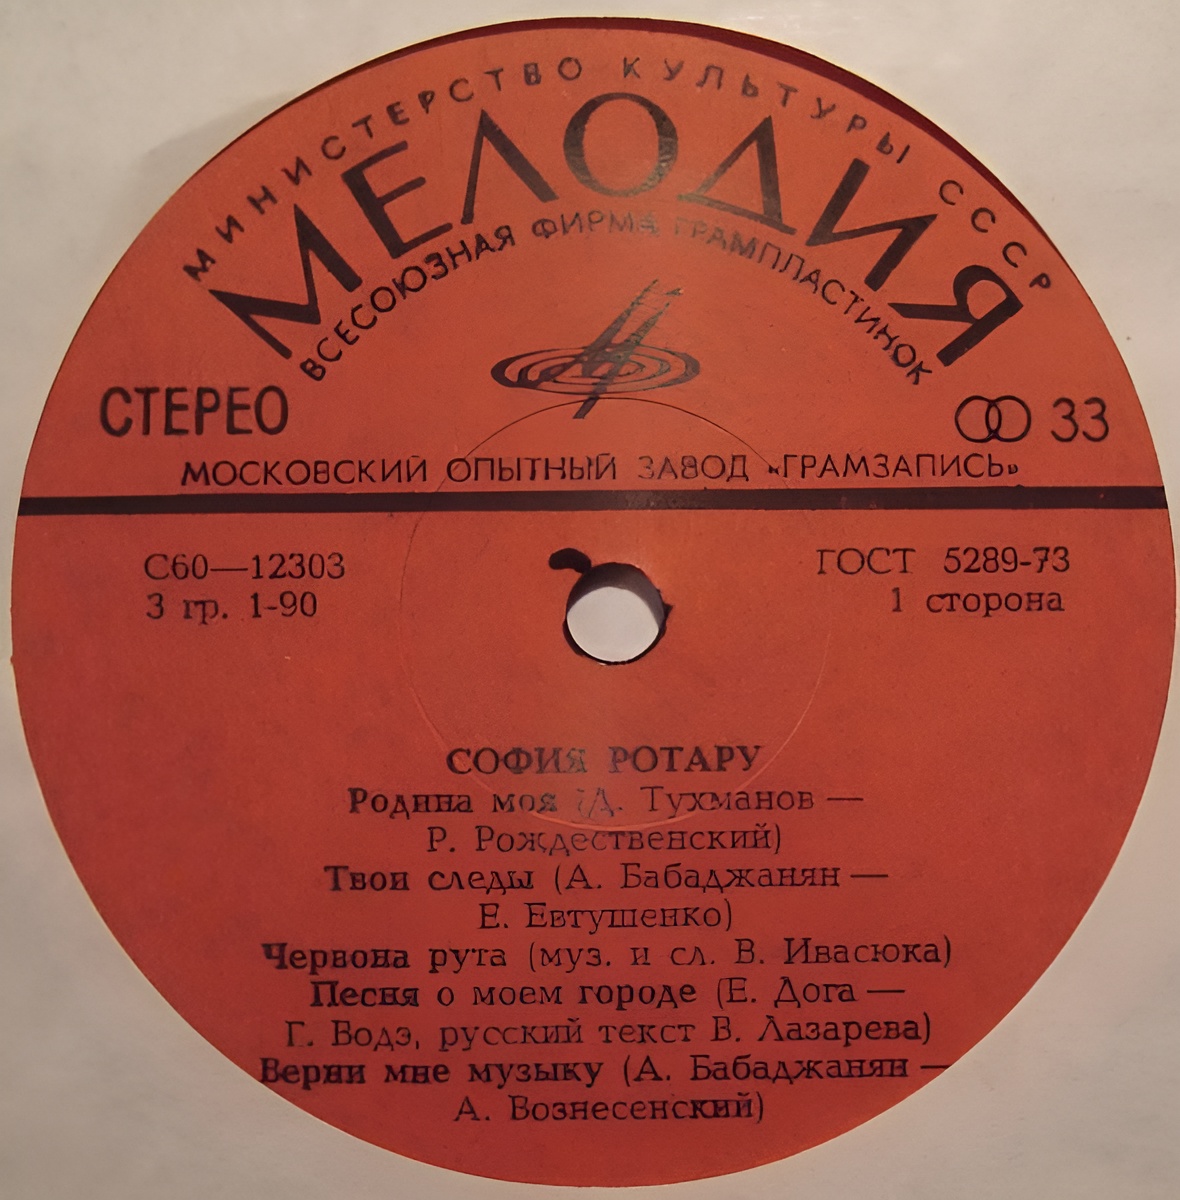 МИНИСТЕРСТВО КУЛЬТУРЫ СССР
МЕЛОДИЯ
ВСЕСОЮЗНАЯ ФИРМА ГРАМПЛАСТИНОК
СТЕРЕО
33
МОСКОВСКИЙ ОПЫТНЫЙ ЗАВОД «ГРАМЗАПИСЬ»
С60—12303
ГОСТ 5289-73
3 гр. 1-90
1 сторона
СОФИЯ РОТАРУ
Родина моя (Д. Тухманов —
Р. Рождественский)
Твои следы (А. Бабаджанян —
Е. Евтушенко)
Червона рута (муз. и сл. В. Ивасюка)
Песня о моем городе (Е. Дога —
Г. Водэ, русский текст В. Лазарева)
Верни мне музыку (А. Бабаджанян —
А. Вознесенский)